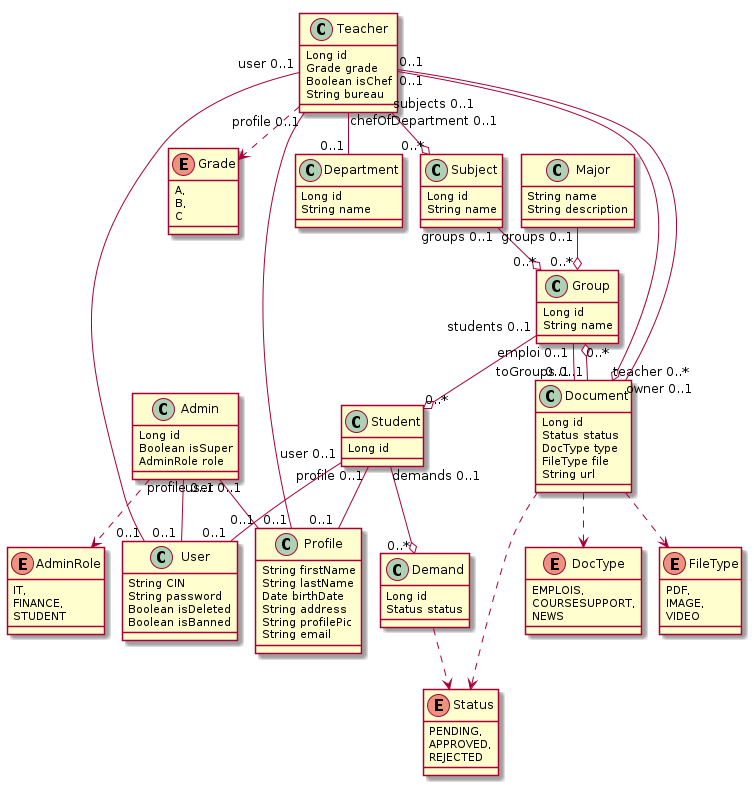 C Teacher
Long id
Grade grade
Boolean isChef
String bureau
user 0..1
0..1
0..1
subjects 0..1
chefOfDepartment 0..1
profile 0..1
0..1
0..*
E Grade
A,
B,
C
C Department
Long id
String name
C Subject
Long id
String name
C Major
String name
String description
groups 0..1
groups 0..1
0..*
0..*
C Group
Long id
String name
students 0..1
emploi 0..1
0..*
toGroups 0..1
0..1
teacher 0..*
owner 0..1
0..*
C Admin
Long id
Boolean isSuper
AdminRole role
C Student
Long id
C Document
Long id
Status status
DocType type
FileType file
String url
user 0..1
profile 0..1
demands 0..1
profile 0..1
user 0..1
0..1
0..1
0..1
0..1
0..1
0..1
0..*
E AdminRole
IT,
FINANCE,
STUDENT
C User
String CIN
String password
Boolean isDeleted
Boolean isBanned
C Profile
String firstName
String lastName
Date birthDate
String address
String profilePic
String email
C Demand
Long id
Status status
E DocType
EMPLOIS,
COURSESUPPORT,
NEWS
E FileType
PDF,
IMAGE,
VIDEO
E Status
PENDING,
APPROVED,
REJECTED